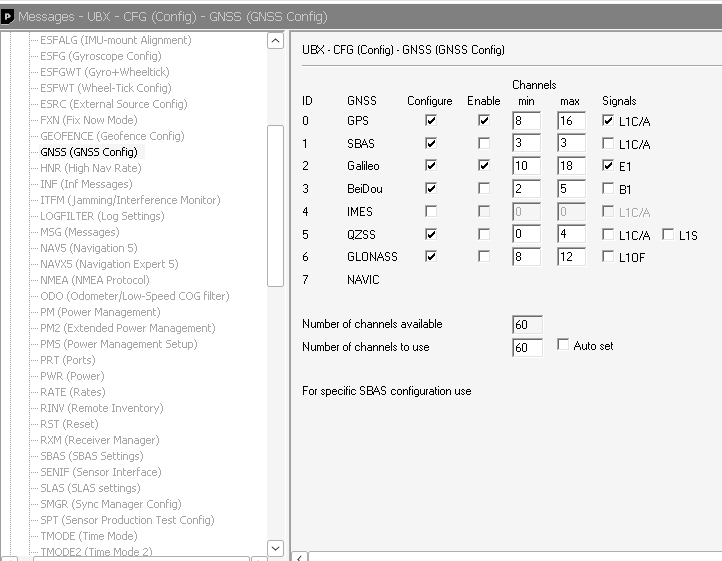 Messages - UBX - CFG (Config) - GNSS (GNSS Config)
ESFALG (IMU-mount Alignment)
ESFG (Gyroscope Config)
ESFGWT (Gyro+Wheeltick)
ESFWT (Wheel-Tick Config)
ESRC (External Source Config)
FXN (Fix Now Mode)
GEOFENCE (Geofence Config)
GNSS (GNSS Config)
HNR (High Nav Rate)
INF (Inf Messages)
ITFM (Jamming/Interference Monitor)
LOGFILTER (Log Settings)
MSG (Messages)
NAV5 (Navigation 5)
NAVX5 (Navigation Expert 5)
NMEA (NMEA Protocol)
ODO (Odometer/Low-Speed COG filter)
PM (Power Management)
PM2 (Extended Power Management)
PMS (Power Management Setup)
PRT (Ports)
PWR (Power)
RATE (Rates)
RINV (Remote Inventory)
RST (Reset)
RXM (Receiver Manager)
SBAS (SBAS Settings)
SENIF (Sensor Interface)
SLAS (SLAS settings)
SMGR (Sync Manager Config)
SPT (Sensor Production Test Config)
TMODE (Time Mode)
TMODE2 (Time Mode 2)
UBX - CFG (Config) - GNSS (GNSS Config)
Channels
ID GNSS Configure Enable min max Signals
0 GPS 8 16 L1C/A
1 SBAS 3 3 L1C/A
2 Galileo 10 18 E1
3 BeiDou 2 5 B1
4 IMES 0 0 L1C/A
5 QZSS 0 4 L1C/A L1S
6 GLONASS 8 12 L1OF
7 NAVIC
Number of channels available 60
Number of channels to use 60 Auto set
For specific SBAS configuration use